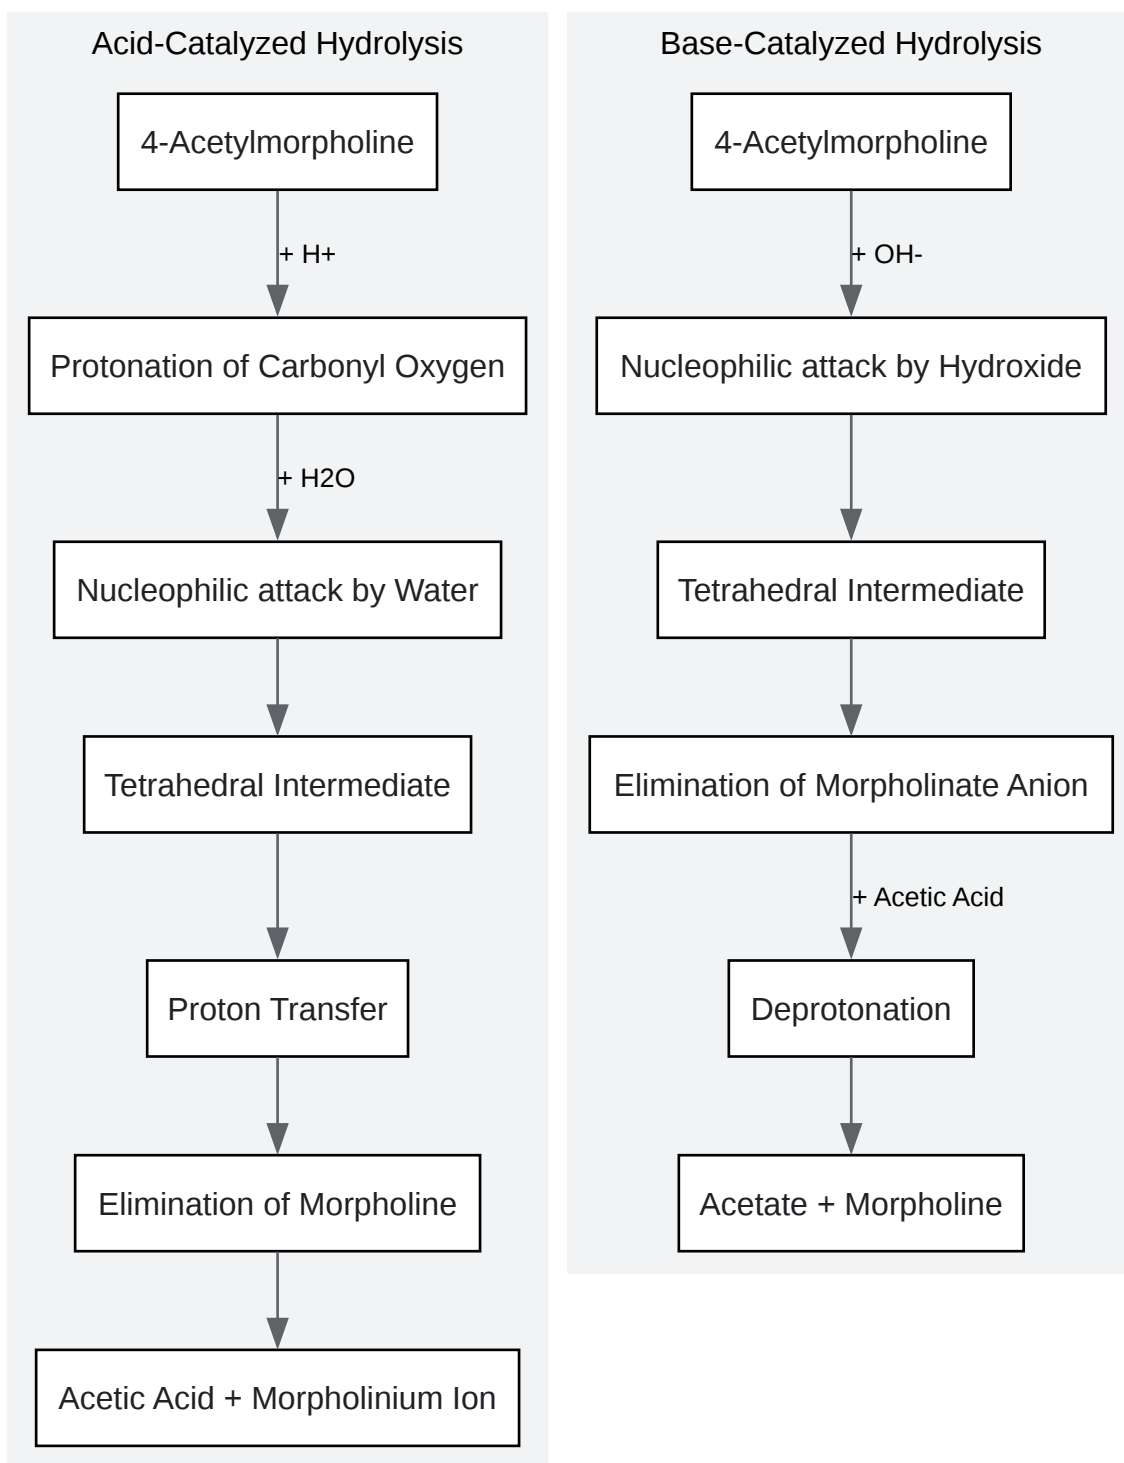 Acid-Catalyzed Hydrolysis
4-Acetylmorpholine
+ H+
Protonation of Carbonyl Oxygen
+ H2O
Nucleophilic attack by Water
Tetrahedral Intermediate
Proton Transfer
Elimination of Morpholine
Acetic Acid + Morpholinium Ion
Base-Catalyzed Hydrolysis
4-Acetylmorpholine
+ OH-
Nucleophilic attack by Hydroxide
Tetrahedral Intermediate
Elimination of Morpholinate Anion
+ Acetic Acid
Deprotonation
Acetate + Morpholine